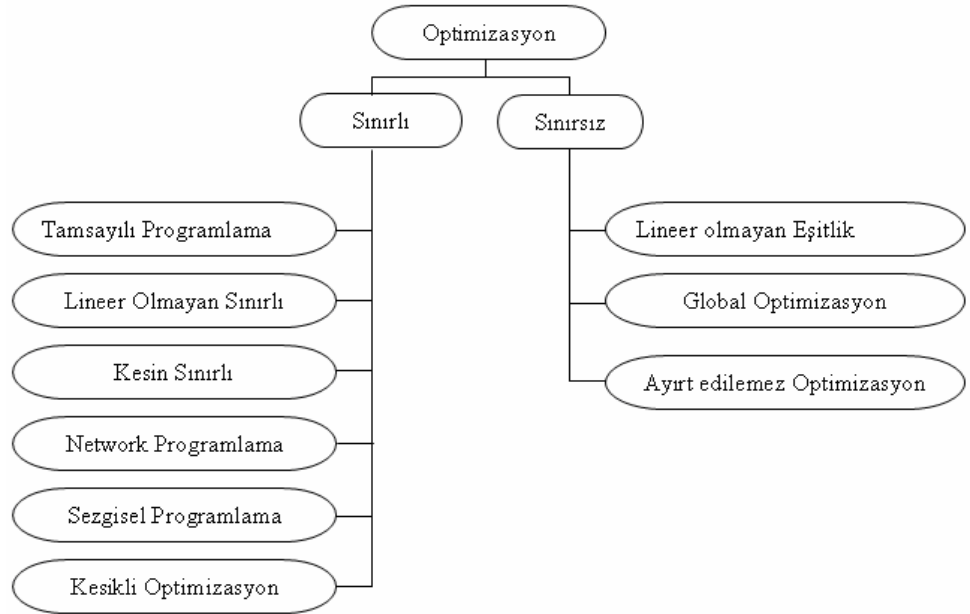 Optimizasyon
Sınırlı
Sınırsız
Tamsayılı Programlama
Lineer Olmayan Sınırlı
Kesin Sınırlı
Network Programlama
Sezgisel Programlama
Kesikli Optimizasyon
Lineer olmayan Eşitlik
Global Optimizasyon
Ayırt edilemez Optimizasyon